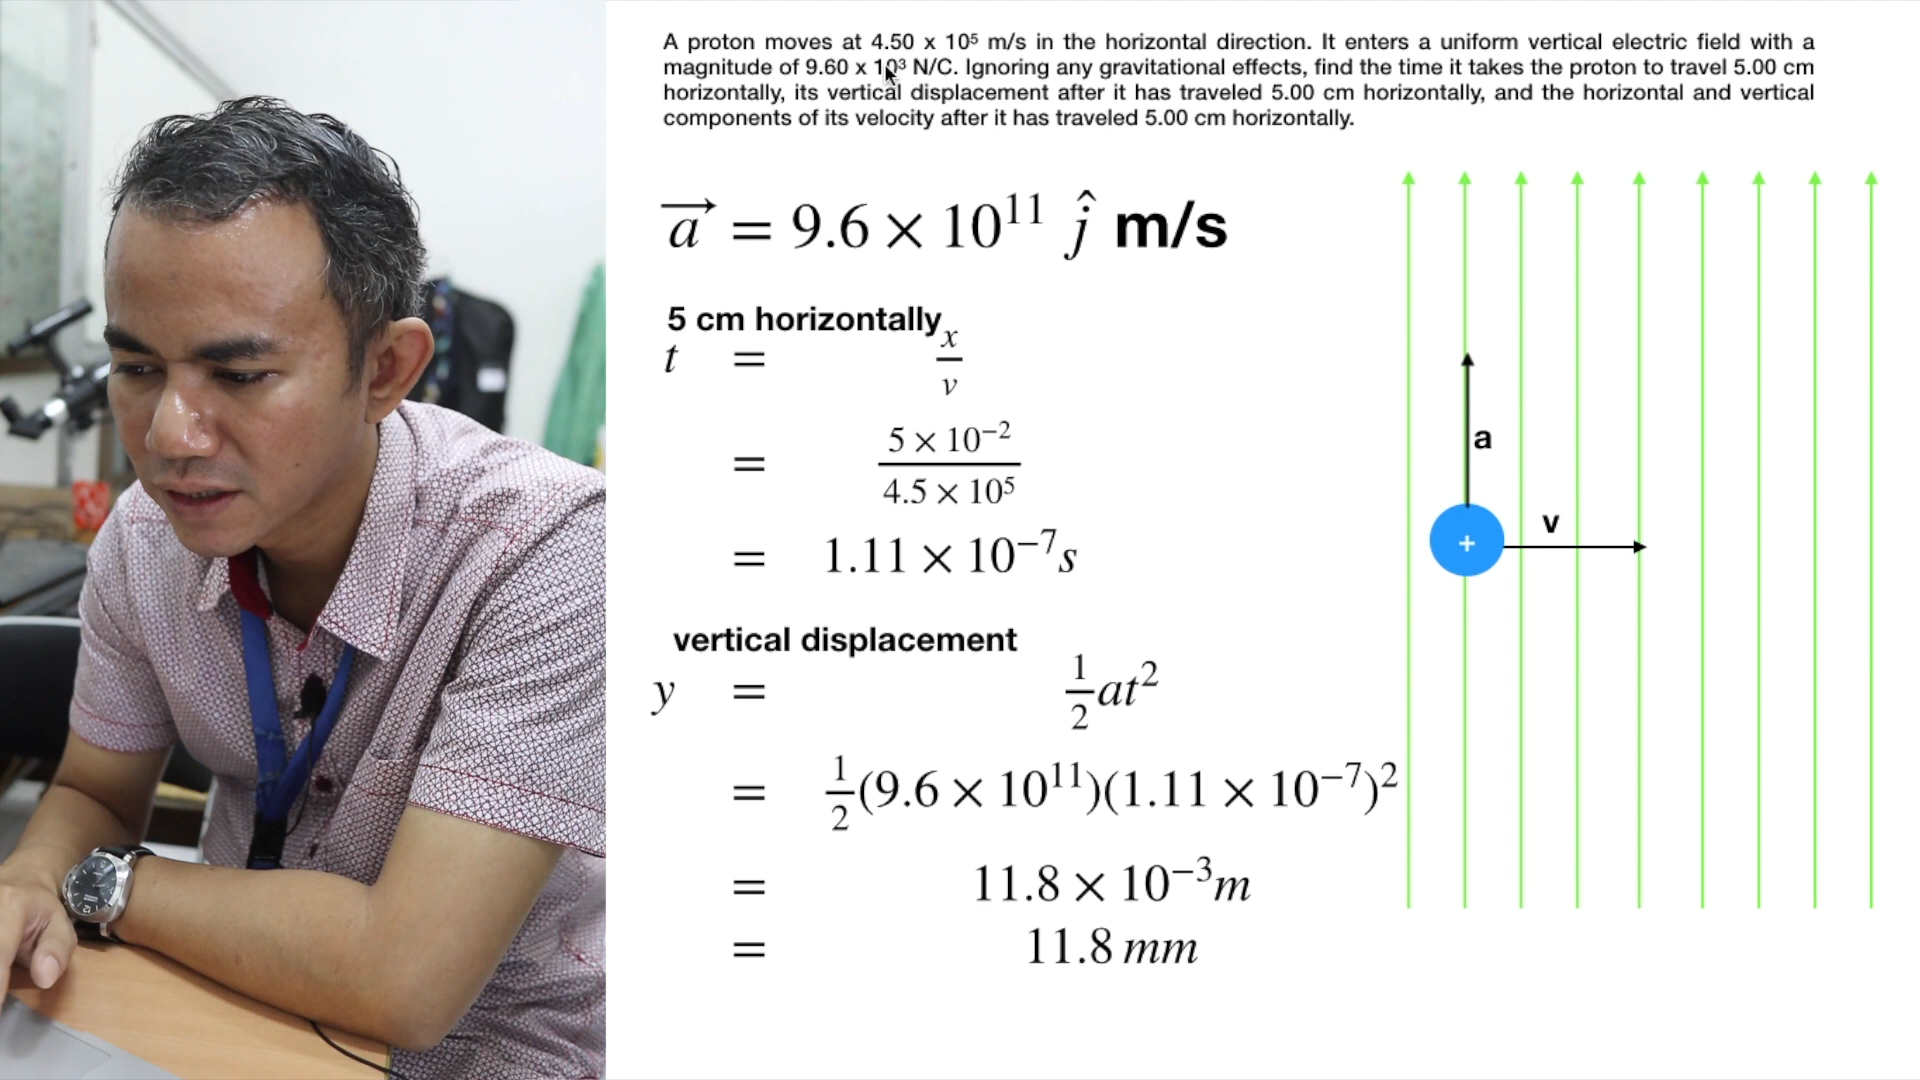 A proton moves at 4.50 x 10⁵ m/s in the horizontal direction. It enters a uniform vertical electric field with a
magnitude of 9.60 x 10³ N/C. Ignoring any gravitational effects, find the time it takes the proton to travel 5.00 cm
horizontally, its vertical displacement after it has traveled 5.00 cm horizontally, and the horizontal and vertical
components of its velocity after it has traveled 5.00 cm horizontally.
a⃗ = 9.6 × 10¹¹ ĵ m/s
5 cm horizontally
t = x/v
= (5 × 10⁻²)/(4.5 × 10⁵)
= 1.11 × 10⁻⁷s
vertical displacement
y = 1/2 at²
= 1/2 (9.6 × 10¹¹)(1.11 × 10⁻⁷)²
= 11.8 × 10⁻³m
= 11.8 mm
a
v
+